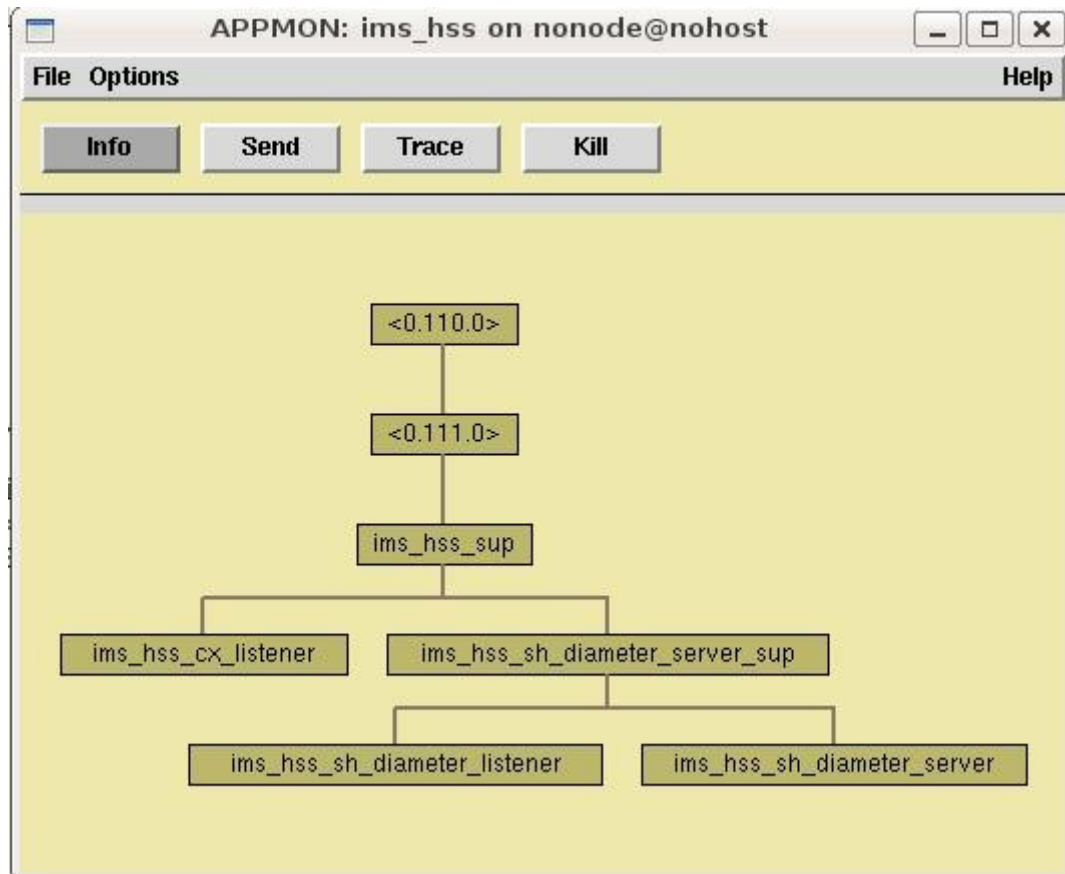 APPMON: ims_hss on nonode@nohost
File Options Help
Info Send Trace Kill
<0.110.0>
<0.111.0>
ims_hss_sup
ims_hss_cx_listener ims_hss_sh_diameter_server_sup
ims_hss_sh_diameter_listener ims_hss_sh_diameter_server